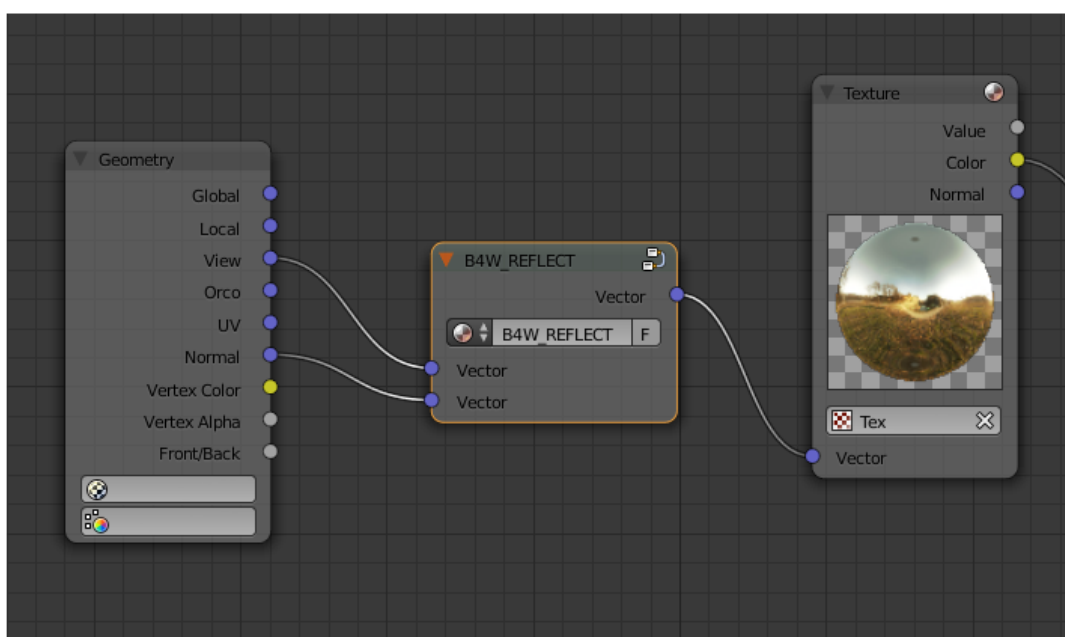 Geometry
Global
Local
View
Orco
UV
Normal
Vertex Color
Vertex Alpha
Front/Back
B4W_REFLECT
Vector
B4W_REFLECT F
Vector
Vector
Texture
Value
Color
Normal
Tex
Vector